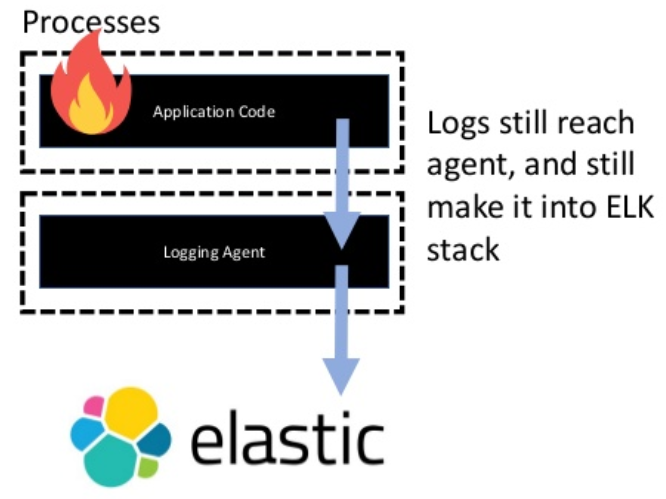 Processes
Application Code
Logs still reach
agent, and still
make it into ELK
stack
Logging Agent
elastic